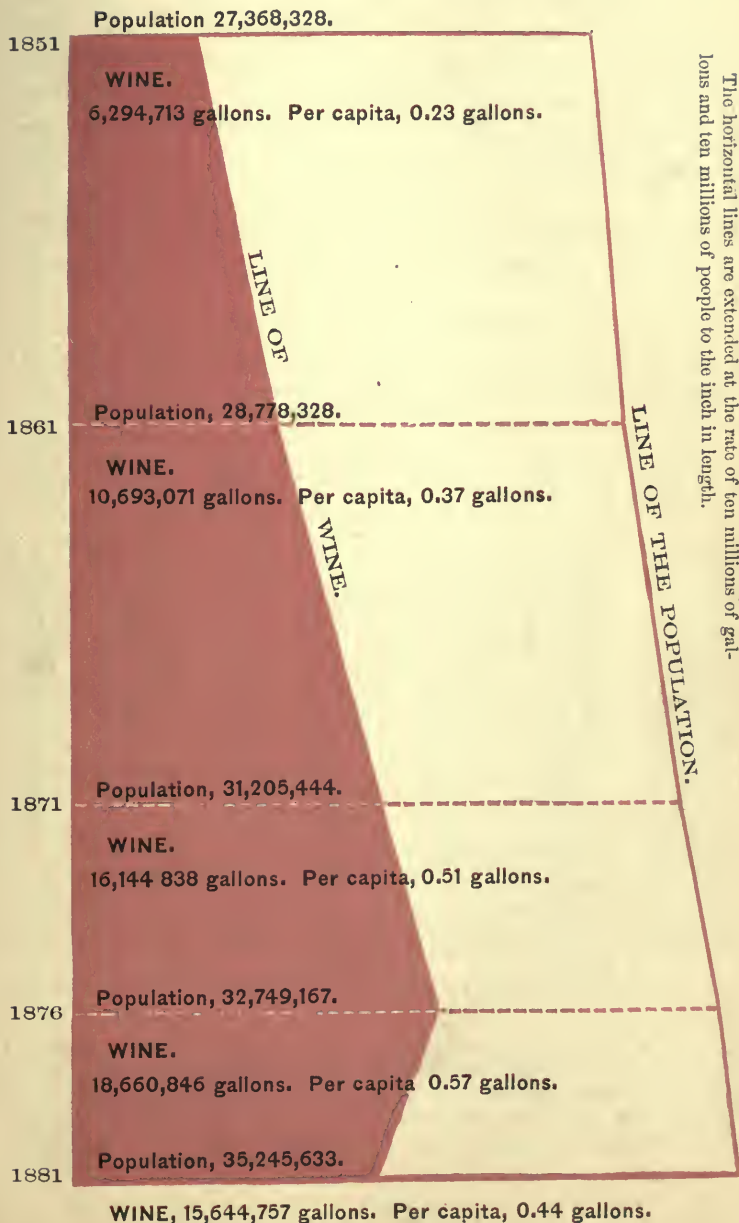 Population 27,368,328.
1851
WINE.
6,294,713 gallons. Per capita, 0.23 gallons.
The horizontal lines are extended at the rate of ten millions of gal-
lons and ten millions of people to the inch in length.
LINE OF
WINE.
LINE OF THE POPULATION.
Population, 28,778,328.
1861
WINE.
10,693,071 gallons. Per capita, 0.37 gallons.
Population, 31,205,444.
1871
WINE.
16,144 838 gallons. Per capita, 0.51 gallons.
Population, 32,749,167.
1876
WINE.
18,660,846 gallons. Per capita 0.57 gallons.
Population, 35,245,633.
1881
WINE, 15,644,757 gallons. Per capita, 0.44 gallons.